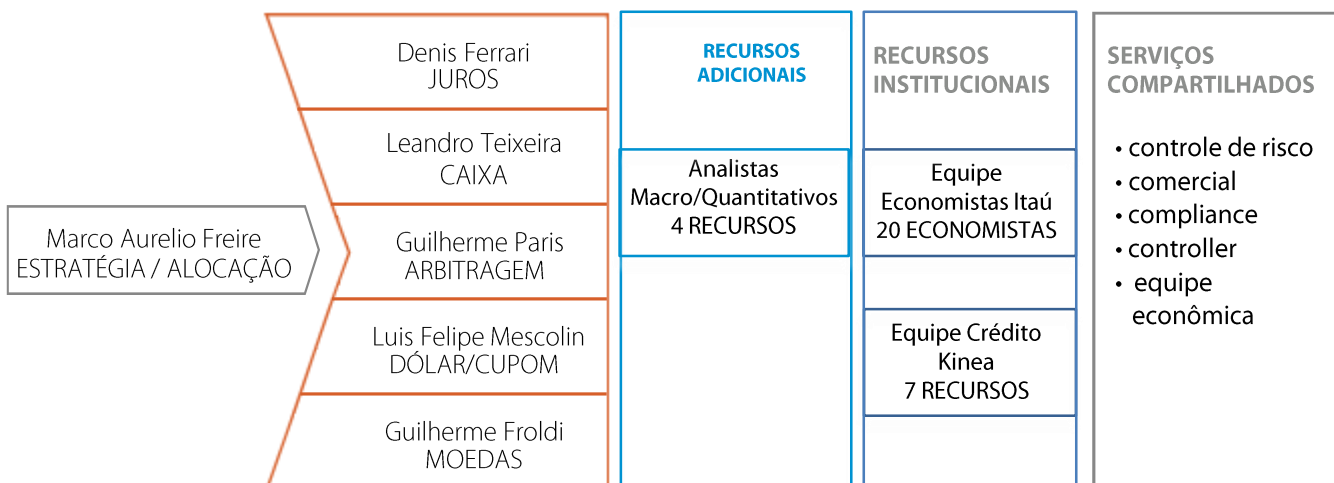 Marco Aurelio Freire
ESTRATÉGIA / ALOCAÇÃO
Denis Ferrari
JUROS
Leandro Teixeira
CAIXA
Guilherme Paris
ARBITRAGEM
Luis Felipe Mescolin
DÓLAR/CUPOM
Guilherme Froldi
MOEDAS
RECURSOS
ADICIONAIS
Analistas
Macro/Quantitativos
4 RECURSOS
RECURSOS
INSTITUCIONAIS
Equipe
Economistas Itaú
20 ECONOMISTAS
Equipe Crédito
Kinea
7 RECURSOS
SERVIÇOS
COMPARTILHADOS
• controle de risco
• comercial
• compliance
• controller
• equipe
econômica